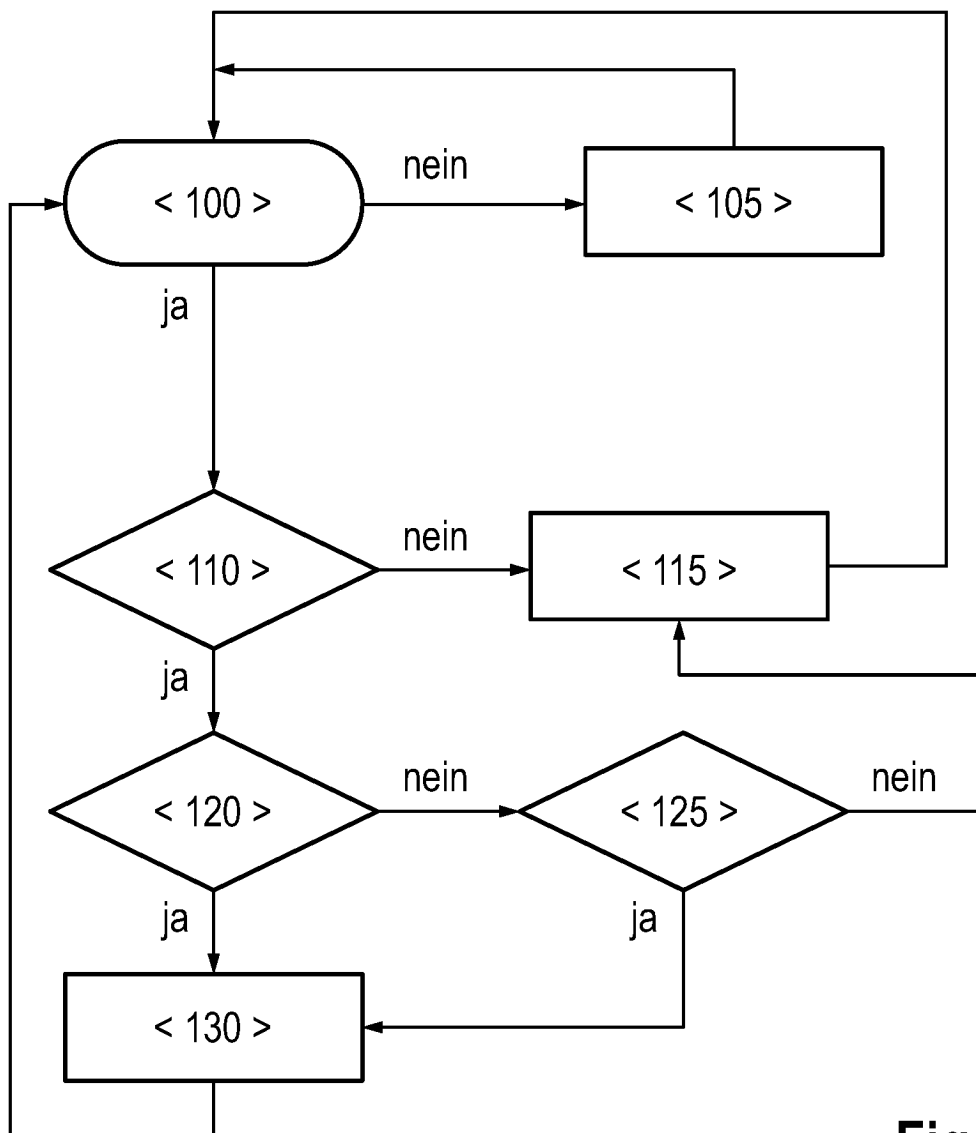 nein
< 100 >
< 105 >
ja
nein
< 110 >
< 115 >
ja
nein
nein
< 120 >
< 125 >
ja
ja
< 130 >